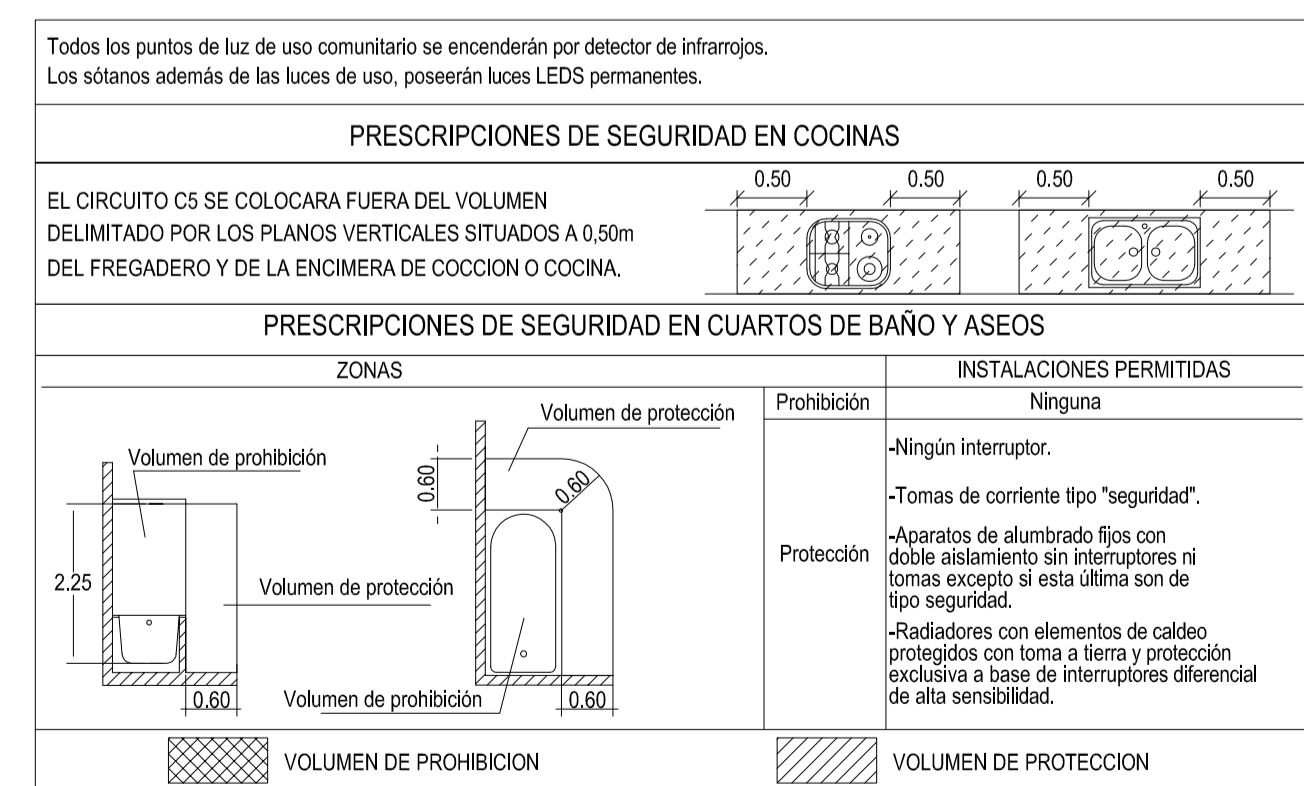 Todos los puntos de luz de uso comunitario se encenderán por detector de infrarrojos.
Los sótanos además de las luces de uso, poseerán luces LEDS permanentes.
PRESCRIPCIONES DE SEGURIDAD EN COCINAS
EL CIRCUITO C5 SE COLOCARA FUERA DEL VOLUMEN
DELIMITADO POR LOS PLANOS VERTICALES SITUADOS A 0,50m
DEL FREGADERO Y DE LA ENCIMERA DE COCCION O COCINA.
0.50
0.50
0.50
0.50
PRESCRIPCIONES DE SEGURIDAD EN CUARTOS DE BAÑO Y ASEOS
ZONAS
INSTALACIONES PERMITIDAS
Volumen de prohibición
2.25
Volumen de protección
0.60
Volumen de protección
0.60
0.60
Volumen de prohibición
0.60
Prohibición
Ninguna
Protección
-Ningún interruptor.
-Tomas de corriente tipo "seguridad".
-Aparatos de alumbrado fijos con
doble aislamiento sin interruptores ni
tomas excepto si esta última son de
tipo seguridad.
-Radiadores con elementos de caldeo
protegidos con toma a tierra y protección
exclusiva a base de interruptores diferencial
de alta sensibilidad.
VOLUMEN DE PROHIBICION
VOLUMEN DE PROTECCION